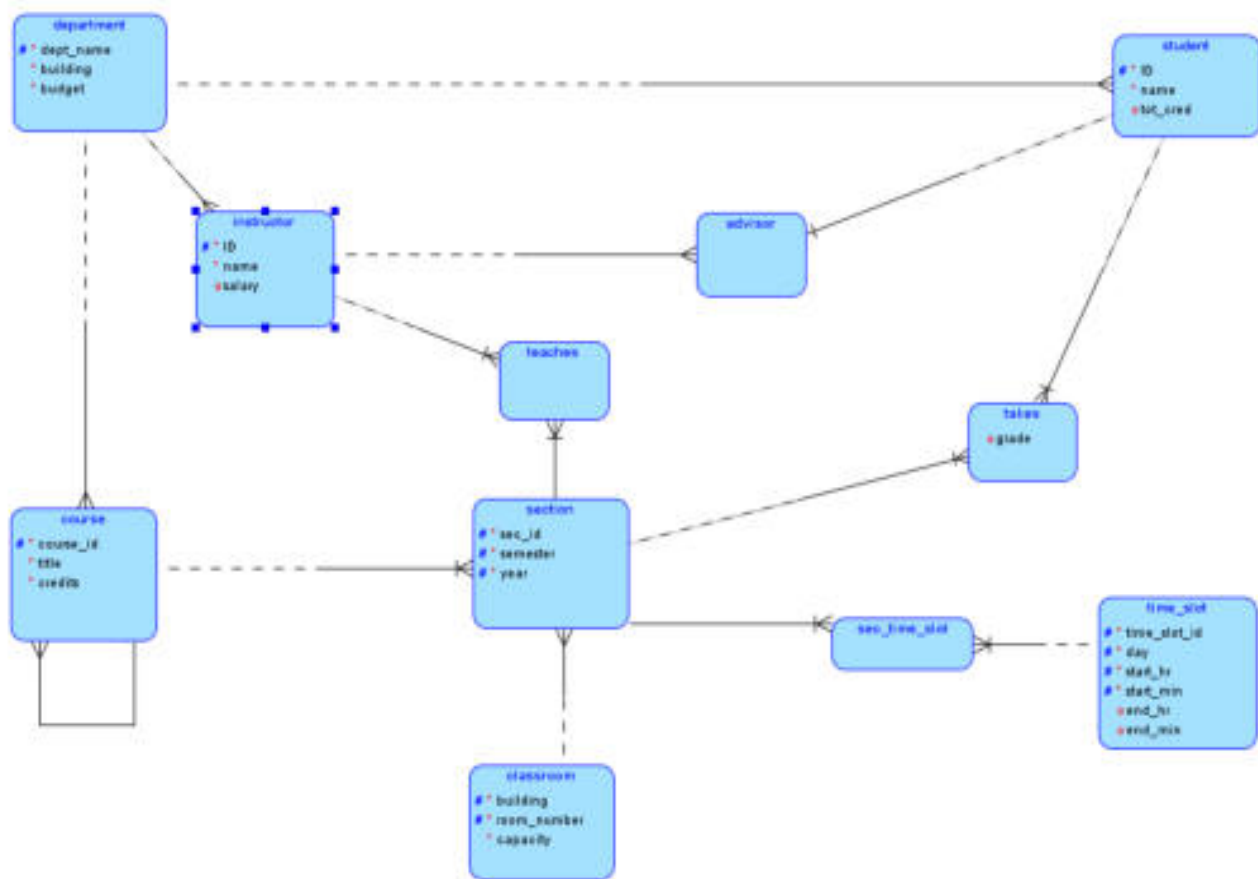 department
# * dept_name
* building
* budget
student
# * ID
* name
o tot_cred
instructor
# * ID
* name
o salary
advisor
teaches
takes
o grade
course
# * course_id
* title
* credits
section
# * sec_id
# * semester
# * year
sec_time_slot
time_slot
# * time_slot_id
# * day
# * start_hr
# * start_min
o end_hr
o end_min
classroom
# * building
# * room_number
* capacity